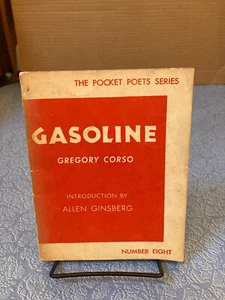 THE POCKET POETS SERIES
GASOLINE
GREGORY CORSO
INTRODUCTION BY
ALLEN GINSBERG
NUMBER EIGHT